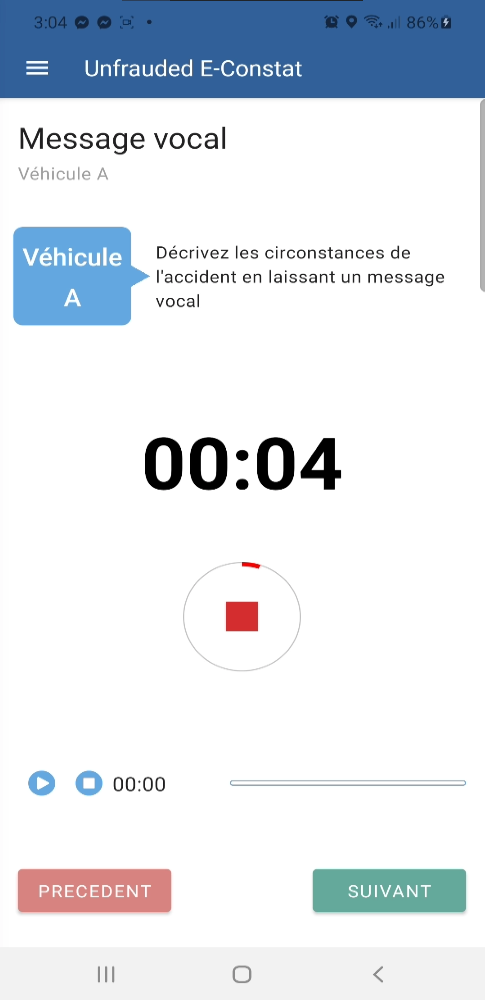 3:04 86%
Unfrauded E-Constat
Message vocal
Véhicule A
Véhicule
A
Décrivez les circonstances de
l'accident en laissant un message
vocal
00:04
00:00
PRECEDENT
SUIVANT